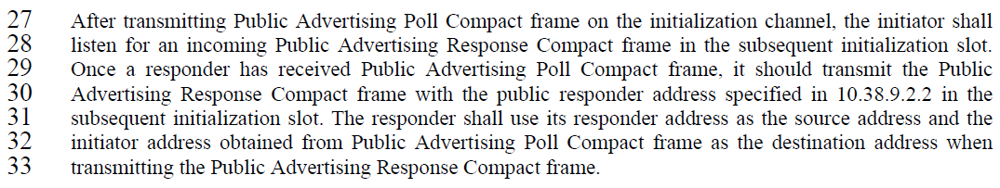 27 After transmitting Public Advertising Poll Compact frame on the initialization channel, the initiator shall
28 listen for an incoming Public Advertising Response Compact frame in the subsequent initialization slot.
29 Once a responder has received Public Advertising Poll Compact frame, it should transmit the Public
30 Advertising Response Compact frame with the public responder address specified in 10.38.9.2.2 in the
31 subsequent initialization slot. The responder shall use its responder address as the source address and the
32 initiator address obtained from Public Advertising Poll Compact frame as the destination address when
33 transmitting the Public Advertising Response Compact frame.